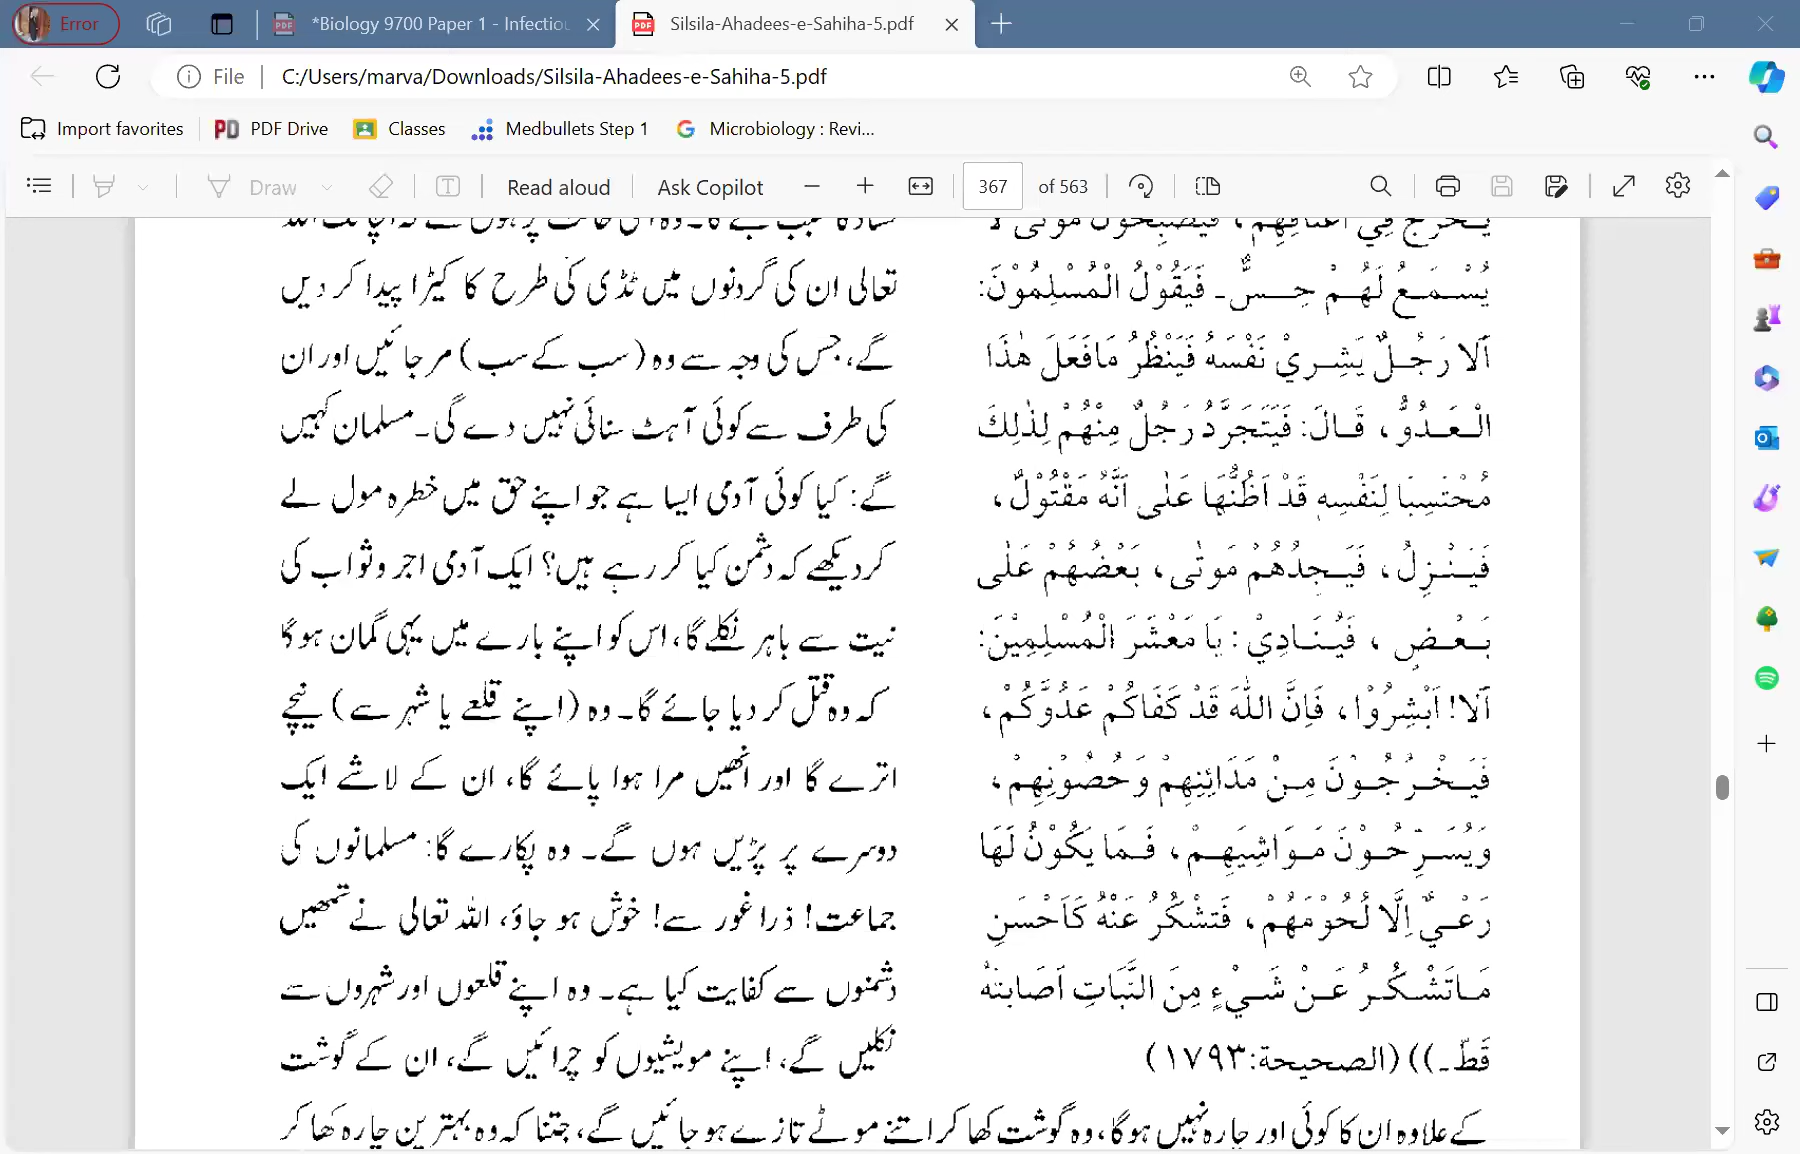 Error
*Biology 9700 Paper 1 - Infectio
Silsila-Ahadees-e-Sahiha-5.pdf
File
C:/Users/marva/Downloads/Silsila-Ahadees-e-Sahiha-5.pdf
Import favorites
PDF Drive
Classes
Medbullets Step 1
Microbiology : Revi...
Draw
Read aloud
Ask Copilot
367
of 563
يَخْرُجُ فِي أَعْنَاقِهِمْ، فَيُصْبِحُوْنَ مَوْتٰى لَا
يُسْمَعُ لَهُمْ حِسٌّ۔ فَيَقُوْلُ الْمُسْلِمُوْنَ:
اَلَا رَجُلٌ يَشْرِيْ نَفْسَهُ فَيَنْظُرُ مَافَعَلَ هٰذَا
الْعَدُوُّ، قَالَ: فَيَتَجَرَّدُ رَجُلٌ مِنْهُمْ لِذٰلِكَ
مُحْتَسِبًا لِنَفْسِهِ قَدْ اَظُنُّهَا عَلٰى اَنَّهُ مَقْتُوْلٌ،
فَيَنْزِلُ، فَيَجِدُهُمْ مَوتٰى، بَعْضُهُمْ عَلٰى
بَعْضٍ، فَيُنَادِيْ: يَا مَعْشَرَ الْمُسْلِمِيْنَ:
اَلَا! اَبْشِرُوْا، فَاِنَّ اللّٰهَ قَدْ كَفَاكُمْ عَدُوَّكُمْ،
فَيَخْرُجُوْنَ مِنْ مَدَائِنِهِمْ وَحُصُوْنِهِمْ،
وَيُسَرِّحُوْنَ مَوَاشِيَهِمْ، فَمَا يَكُوْنُ لَهَا
رَعْيٌ اِلَّا لُحُوْمَهُمْ، فَتَشْكُرُ عَنْهُ كَاَحْسَنِ
مَاتَشْكُرُ عَنْ شَيْءٍ مِنَ النَّبَاتِ اَصَابَتْهُ
قَطُّ۔)) (الصحيحة:١٧٩٣)
تعالی ان کی گردنوں میں ٹڈی کی طرح کا کیڑا پیدا کر دیں
گے، جس کی وجہ سے وہ (سب کے سب) مر جائیں اور ان
کی طرف سے کوئی آہٹ سنائی نہیں دے گی۔ مسلمان کہیں
گے: کیا کوئی آدمی ایسا ہے جو اپنے حق میں خطرہ مول لے
کر دیکھے کہ دشمن کیا کر رہے ہیں؟ ایک آدمی اجر و ثواب کی
نیت سے باہر نکلے گا، اس کو اپنے بارے میں یہی گمان ہو گا
کہ وہ قتل کر دیا جائے گا۔ وہ (اپنے قلعے یا شہر سے) نیچے
اترے گا اور انھیں مرا ہوا پائے گا، ان کے لاشے ایک
دوسرے پر پڑیں ہوں گے۔ وہ پکارے گا: مسلمانوں کی
جماعت! ذرا غور سے! خوش ہو جاؤ، اللہ تعالی نے تمھیں
دشمنوں سے کفایت کیا ہے۔ وہ اپنے قلعوں اور شہروں سے
نکلیں گے، اپنے مویشیوں کو چرائیں گے، ان کے گوشت
کے علاوہ ان کا کوئی اور چارہ نہیں ہو گا، وہ گوشت کھا کر اتنے موٹے تازے ہو جائیں گے، جتنا کہ وہ بہترین چارہ کھا کر